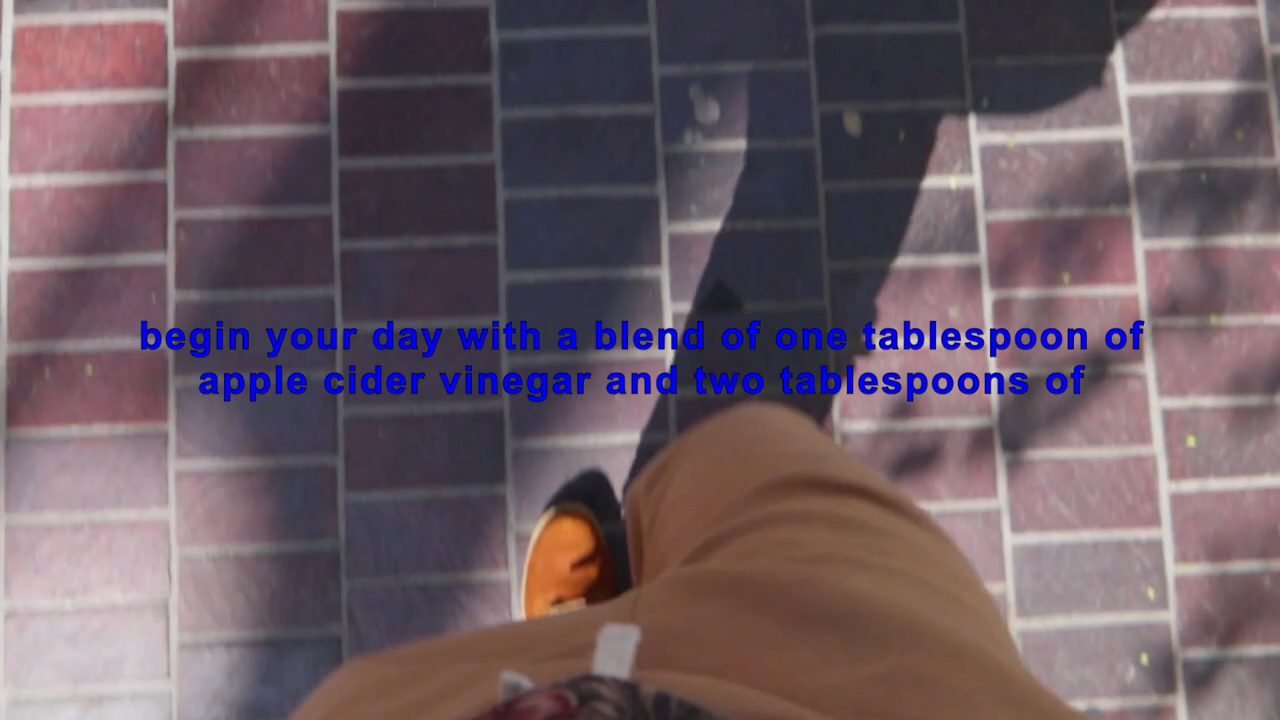 begin your day with a blend of one tablespoon of
apple cider vinegar and two tablespoons of